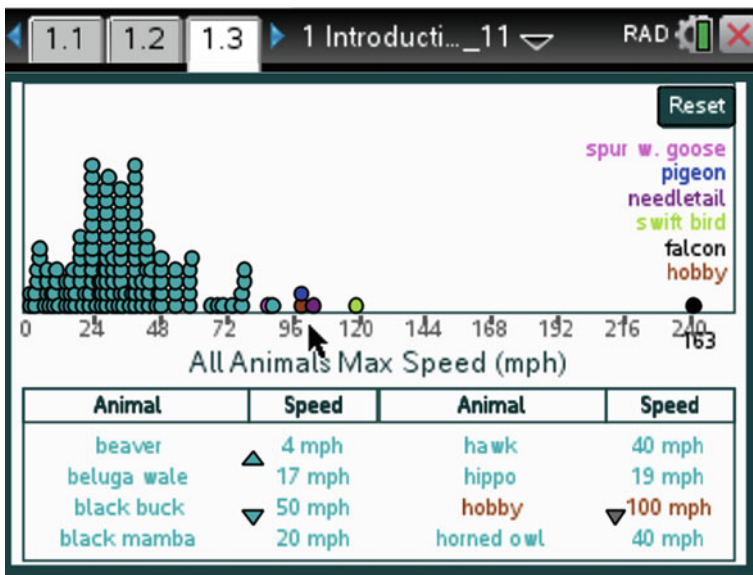 1.1 1.2 1.3 1 Introducti..._11 RAD
Reset
spur w. goose
pigeon
needletail
swift bird
falcon
hobby
0 24 48 72 96 120 144 168 192 216 240
163
All Animals Max Speed (mph)
Animal Speed Animal Speed
beaver 4 mph hawk 40 mph
beluga wale 17 mph hippo 19 mph
black buck 50 mph hobby 100 mph
black mamba 20 mph horned owl 40 mph